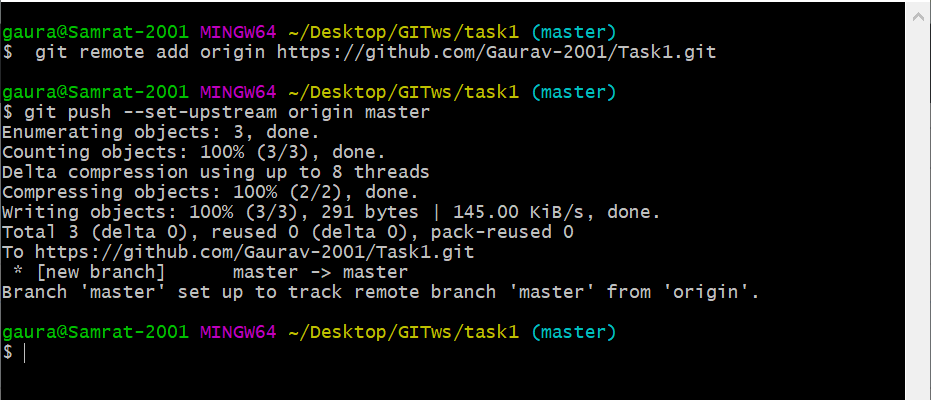 gaura@Samrat-2001 MINGW64 ~/Desktop/GITws/task1 (master)
$  git remote add origin https://github.com/Gaurav-2001/Task1.git
gaura@Samrat-2001 MINGW64 ~/Desktop/GITws/task1 (master)
$ git push --set-upstream origin master
Enumerating objects: 3, done.
Counting objects: 100% (3/3), done.
Delta compression using up to 8 threads
Compressing objects: 100% (2/2), done.
Writing objects: 100% (3/3), 291 bytes | 145.00 KiB/s, done.
Total 3 (delta 0), reused 0 (delta 0), pack-reused 0
To https://github.com/Gaurav-2001/Task1.git
 * [new branch]      master -> master
Branch 'master' set up to track remote branch 'master' from 'origin'.
gaura@Samrat-2001 MINGW64 ~/Desktop/GITws/task1 (master)
$